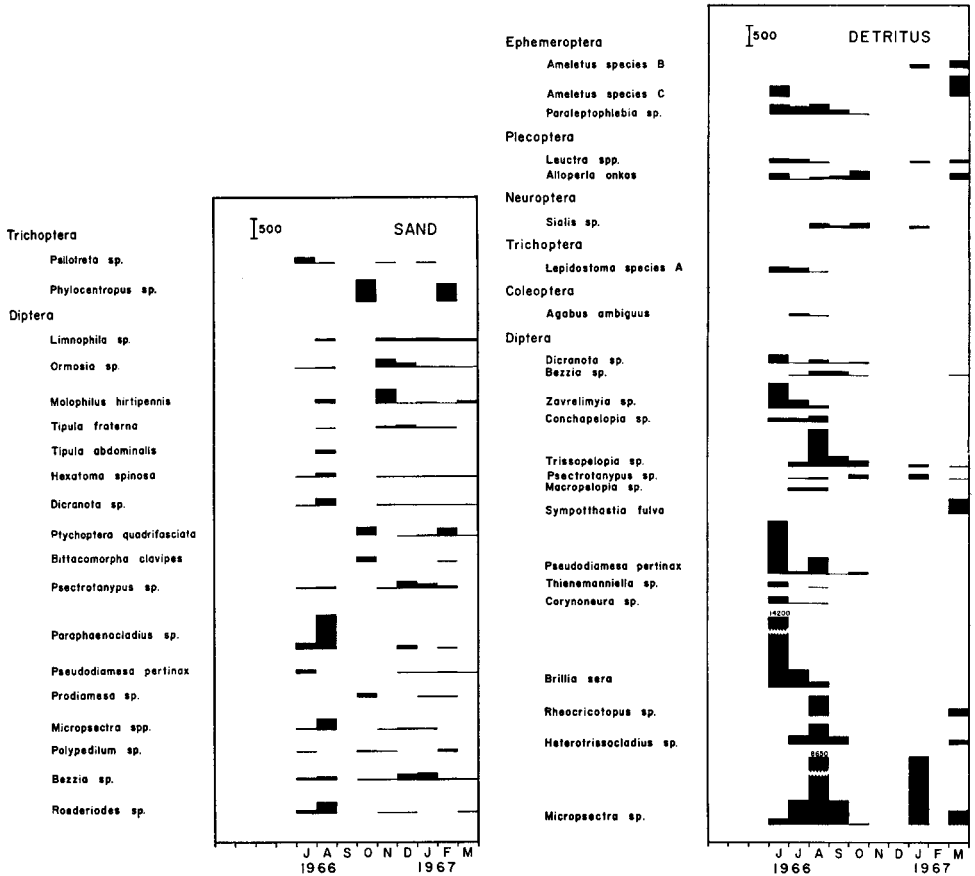 500 SAND
Trichoptera
Psilotreta sp.
Phylocentropus sp.
Diptera
Limnophila sp.
Ormosia sp.
Molophilus hirtipennis
Tipula fraterna
Tipula abdominalis
Hexatoma spinosa
Dicranota sp.
Ptychoptera quadrifasciata
Bittacomorpha clavipes
Psectrotanypus sp.
Paraphaenocladius sp.
Pseudodiamesa pertinax
Prodiamesa sp.
Micropsectra spp.
Polypedilum sp.
Bezzia sp.
Roederiodes sp.
J A S O N D J F M
1966 1967
500 DETRITUS
Ephemeroptera
Ameletus species B
Ameletus species C
Paraleptophlebia sp.
Plecoptera
Leuctra spp.
Alloperla onkos
Neuroptera
Sialis sp.
Trichoptera
Lepidostoma species A
Coleoptera
Agabus ambiguus
Diptera
Dicranota sp.
Bezzia sp.
Zavrelimyia sp.
Conchapelopia sp.
Trissopelopia sp.
Psectrotanypus sp.
Macropelopia sp.
Sympotthastia fulva
Pseudodiamesa pertinax
Thienemanniella sp.
Corynoneura sp.
14200
Brillia sera
Rheocricotopus sp.
Heterotrissocladius sp.
8650
Micropsectra sp.
J J A S O N D J F M
1966 1967